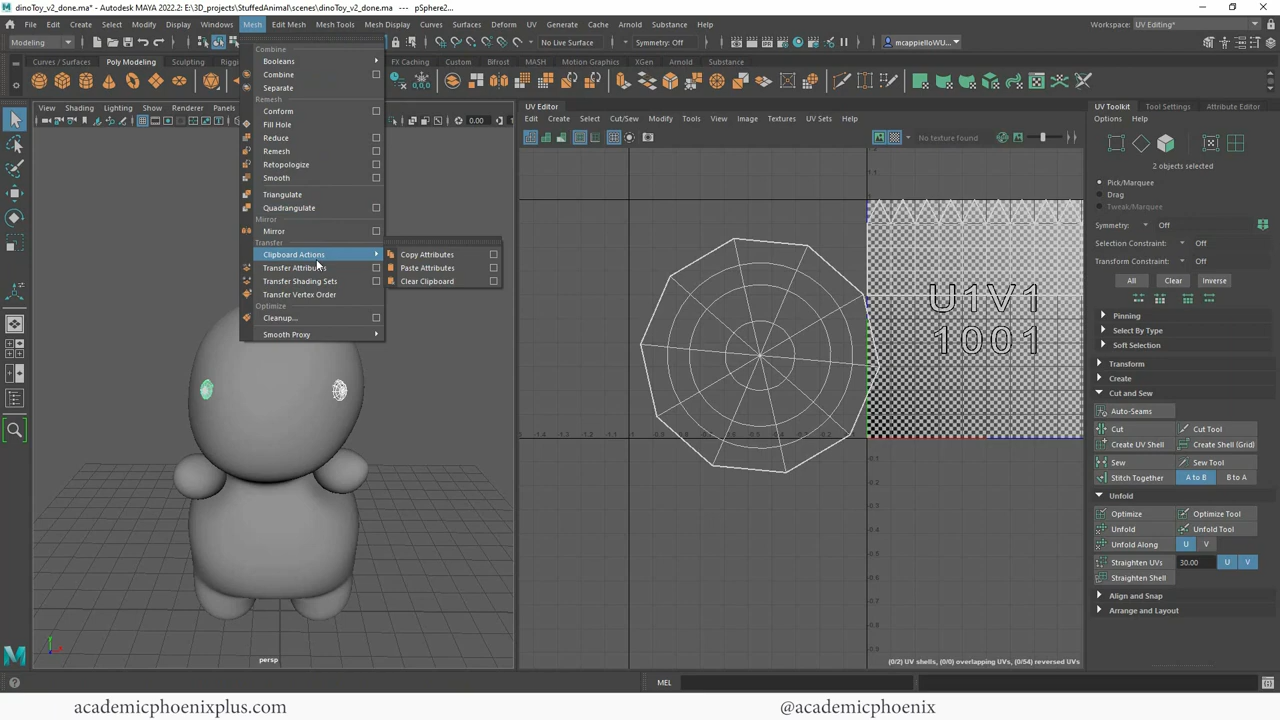 dinoToy_v2_done.ma* - Autodesk MAYA 2022.2: E:\3D_projects\StuffedAnimal\scenes\dinoToy_v2_done.ma --- pSphere2...
File Edit Create Select Modify Display Windows Mesh Edit Mesh Mesh Tools Mesh Display Curves Surfaces Deform UV Generate Cache Arnold Substance Help Workspace: UV Editing*
Modeling No Live Surface Symmetry: Off mcappielloWU...
Curves / Surfaces Poly Modeling Sculpting FX Caching Custom Bifrost MASH Motion Graphics XGen Arnold Substance
Combine
Booleans
Combine
Separate
Remesh
Conform
Fill Hole
Reduce
Remesh
Retopologize
Smooth
Triangulate
Quadrangulate
Mirror
Mirror
Transfer
Clipboard Actions
Transfer Attributes
Transfer Shading Sets
Transfer Vertex Order
Optimize
Cleanup...
Smooth Proxy
Copy Attributes
Paste Attributes
Clear Clipboard
View Shading Lighting Show Renderer Panels
0.00
persp
UV Editor
Edit Create Select Cut/Sew Modify Tools View Image Textures UV Sets Help
No texture found
U1V1
1001
(0/2) UV shells, (0/0) overlapping UVs, (0/54) reversed UVs
UV Toolkit Tool Settings Attribute Editor
Options Help
2 objects selected
Pick/Marquee
Drag
Tweak/Marquee
Symmetry: Off
Selection Constraint: Off
Transform Constraint: Off
All Clear Inverse
Pinning
Select By Type
Soft Selection
Transform
Create
Cut and Sew
Auto-Seams
Cut Cut Tool
Create UV Shell Create Shell (Grid)
Sew Sew Tool
Stitch Together A to B B to A
Unfold
Optimize Optimize Tool
Unfold Unfold Tool
Unfold Along U V
Straighten UVs 30.00 U V
Straighten Shell
Align and Snap
Arrange and Layout
MEL
academicphoenixplus.com @academicphoenix